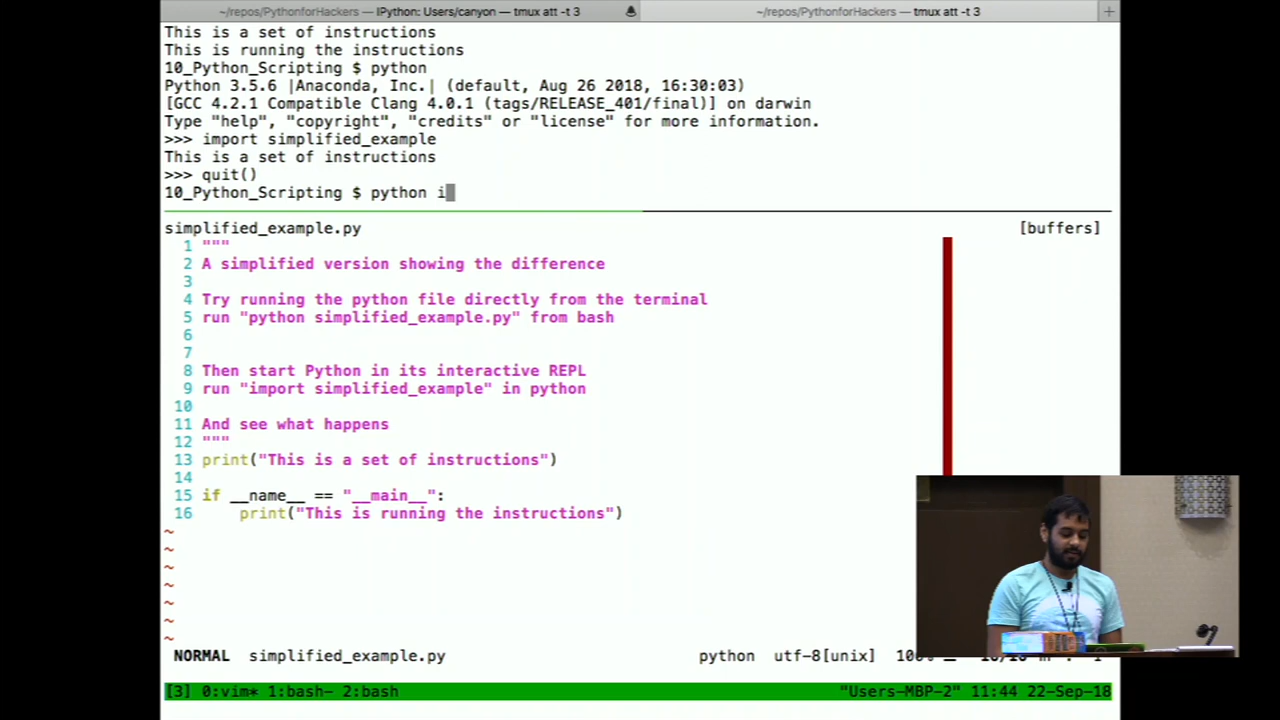 ~/repos/PythonforHackers — IPython: Users/canyon — tmux att -t 3
~/repos/PythonforHackers — tmux att -t 3
+
This is a set of instructions
This is running the instructions
10_Python_Scripting $ python
Python 3.5.6 |Anaconda, Inc.| (default, Aug 26 2018, 16:30:03)
[GCC 4.2.1 Compatible Clang 4.0.1 (tags/RELEASE_401/final)] on darwin
Type "help", "copyright", "credits" or "license" for more information.
>>> import simplified_example
This is a set of instructions
>>> quit()
10_Python_Scripting $ python i
simplified_example.py [buffers]
1 """
2 A simplified version showing the difference
3
4 Try running the python file directly from the terminal
5 run "python simplified_example.py" from bash
6
7
8 Then start Python in its interactive REPL
9 run "import simplified_example" in python
10
11 And see what happens
12 """
13 print("This is a set of instructions")
14
15 if __name__ == "__main__":
16     print("This is running the instructions")
~
~
~
~
~
~
~
NORMAL simplified_example.py python utf-8[unix]
[3] 0:vim* 1:bash- 2:bash "Users-MBP-2" 11:44 22-Sep-18